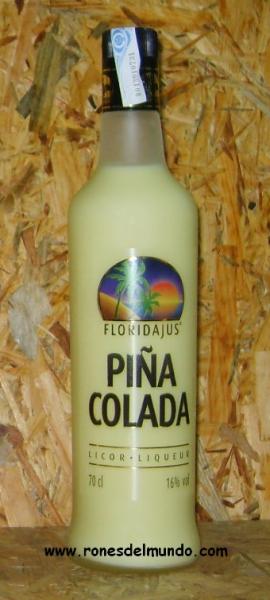 FLORIDAJUS
PIÑA
COLADA
LICOR · LIQUEUR
70 cl 16% vol
www.ronesdelmundo.com